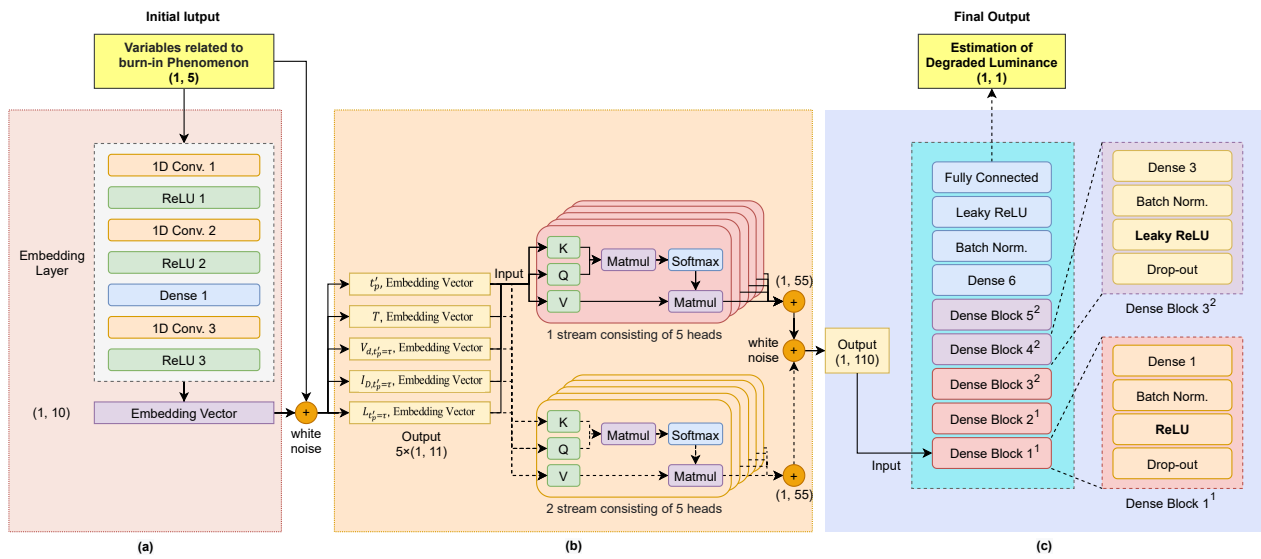 Initial Iutput
Variables related to
burn-in Phenomenon
(1, 5)
Embedding
Layer
1D Conv. 1
ReLU 1
1D Conv. 2
ReLU 2
Dense 1
1D Conv. 3
ReLU 3
(1, 10)
Embedding Vector
+
white
noise
(a)
t′ₚ, Embedding Vector
T, Embedding Vector
V_{d,t′ₚ=τ}, Embedding Vector
I_{D,t′ₚ=τ}, Embedding Vector
L_{t′ₚ=τ}, Embedding Vector
Output
5×(1, 11)
Input
K
Q
V
Matmul
Softmax
Matmul
1 stream consisting of 5 heads
K
Q
V
Matmul
Softmax
Matmul
2 stream consisting of 5 heads
(1, 55)
+
white
noise
+
+
(1, 55)
(b)
Output
(1, 110)
Input
Final Output
Estimation of
Degraded Luminance
(1, 1)
Fully Connected
Leaky ReLU
Batch Norm.
Dense 6
Dense Block 5²
Dense Block 4²
Dense Block 3²
Dense Block 2¹
Dense Block 1¹
Dense 3
Batch Norm.
Leaky ReLU
Drop-out
Dense Block 3²
Dense 1
Batch Norm.
ReLU
Drop-out
Dense Block 1¹
(c)